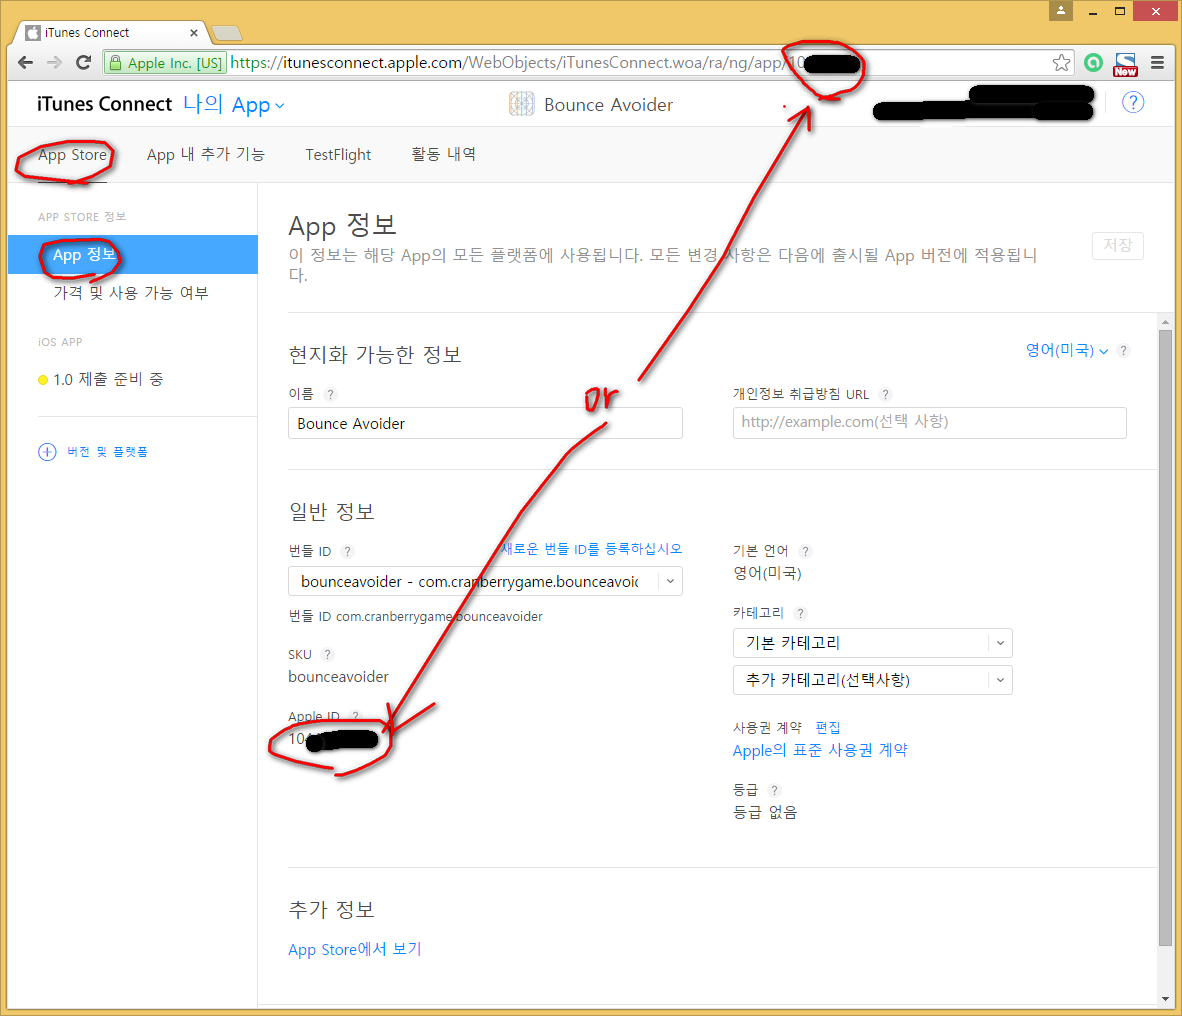 iTunes Connect
Apple Inc. [US] https://itunesconnect.apple.com/WebObjects/iTunesConnect.woa/ra/ng/app/10
New
iTunes Connect 나의 App
Bounce Avoider
?
App Store
App 내 추가 기능
TestFlight
활동 내역
APP STORE 정보
App 정보
가격 및 사용 가능 여부
iOS APP
1.0 제출 준비 중
버전 및 플랫폼
App 정보
이 정보는 해당 App의 모든 플랫폼에 사용됩니다. 모든 변경 사항은 다음에 출시될 App 버전에 적용됩니
다.
저장
현지화 가능한 정보
영어(미국) ?
이름 ?
Bounce Avoider
or
개인정보 취급방침 URL ?
http://example.com(선택 사항)
일반 정보
번들 ID ? 새로운 번들 ID를 등록하십시오
bounceavoider - com.cranberrygame.bounceavoid
번들 ID com.cranberrygame.bounceavoider
SKU ?
bounceavoider
Apple ID ?
기본 언어 ?
영어(미국)
카테고리 ?
기본 카테고리
추가 카테고리(선택사항)
사용권 계약 편집
Apple의 표준 사용권 계약
등급 ?
등급 없음
추가 정보
App Store에서 보기